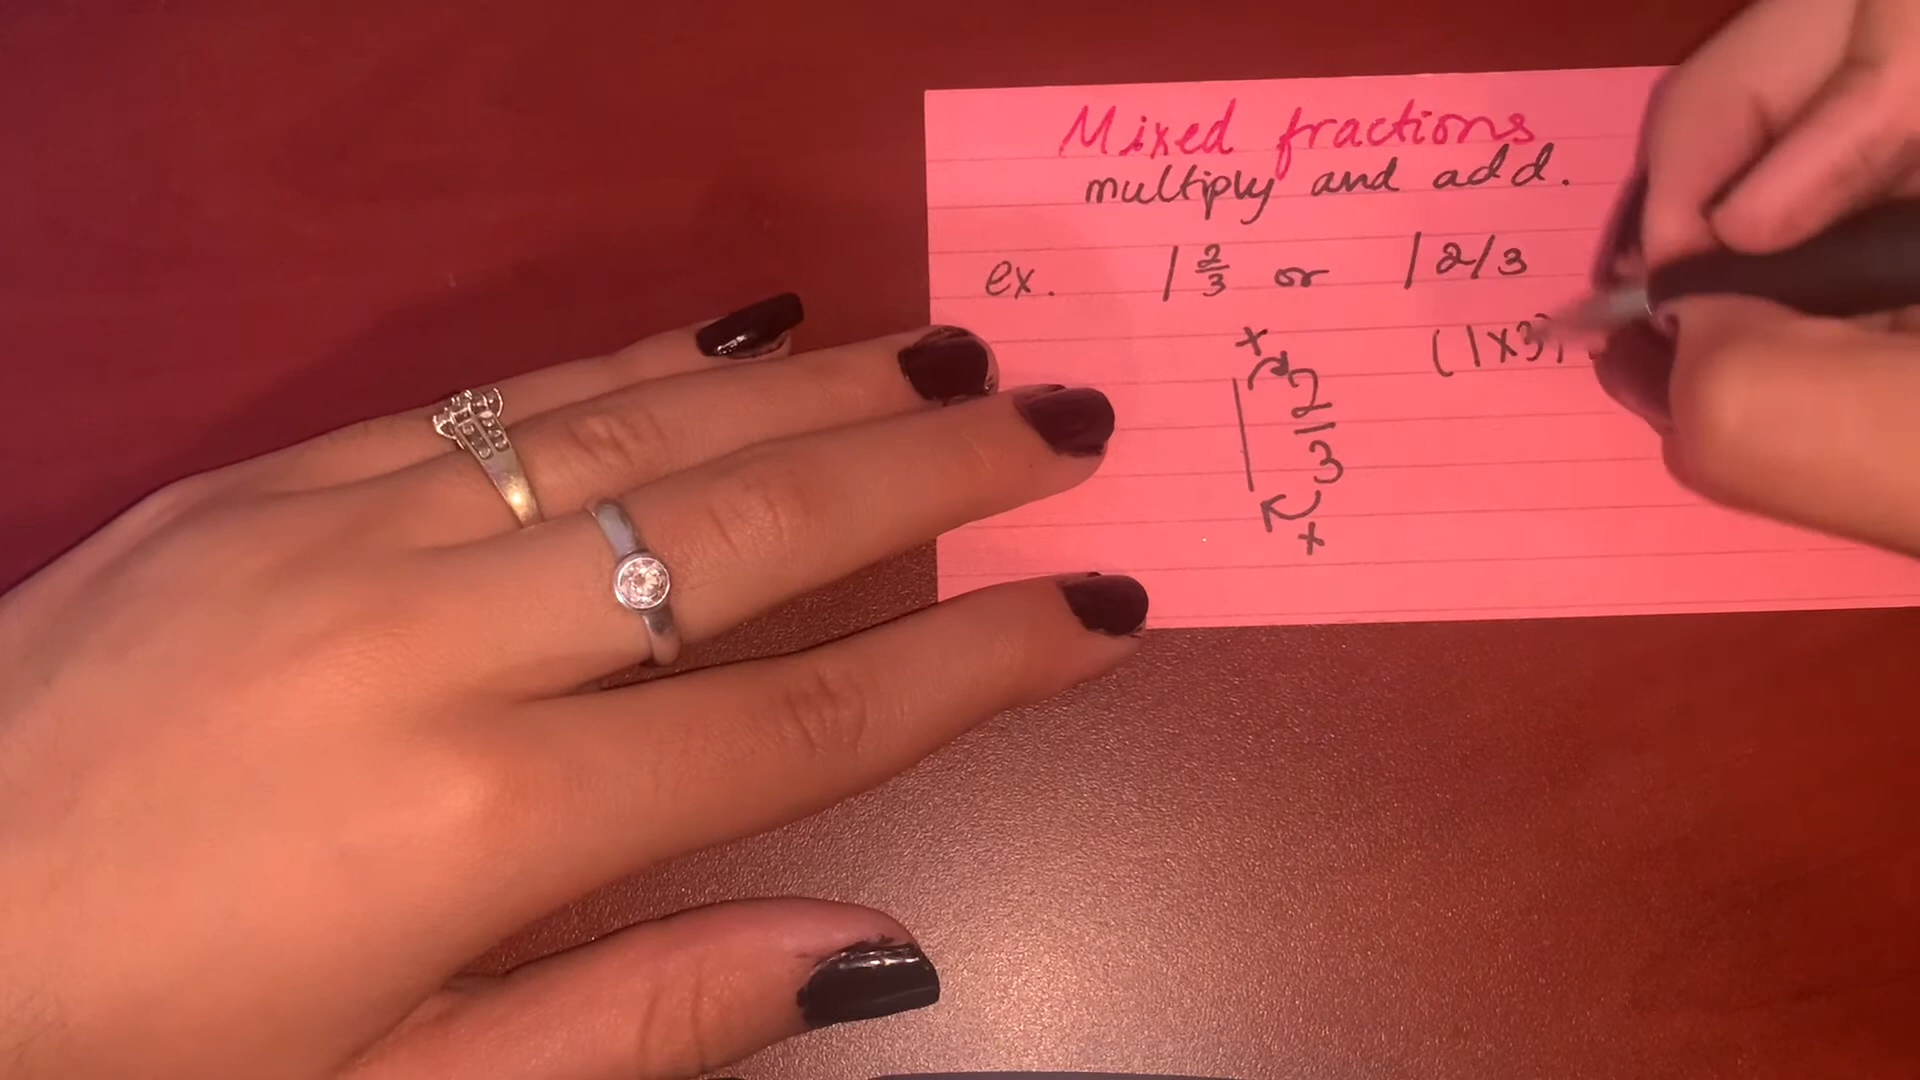 Mixed fractions
multiply and add.
ex. 1 2/3 or 1 2/3
x (1x3)
1 2/3
x